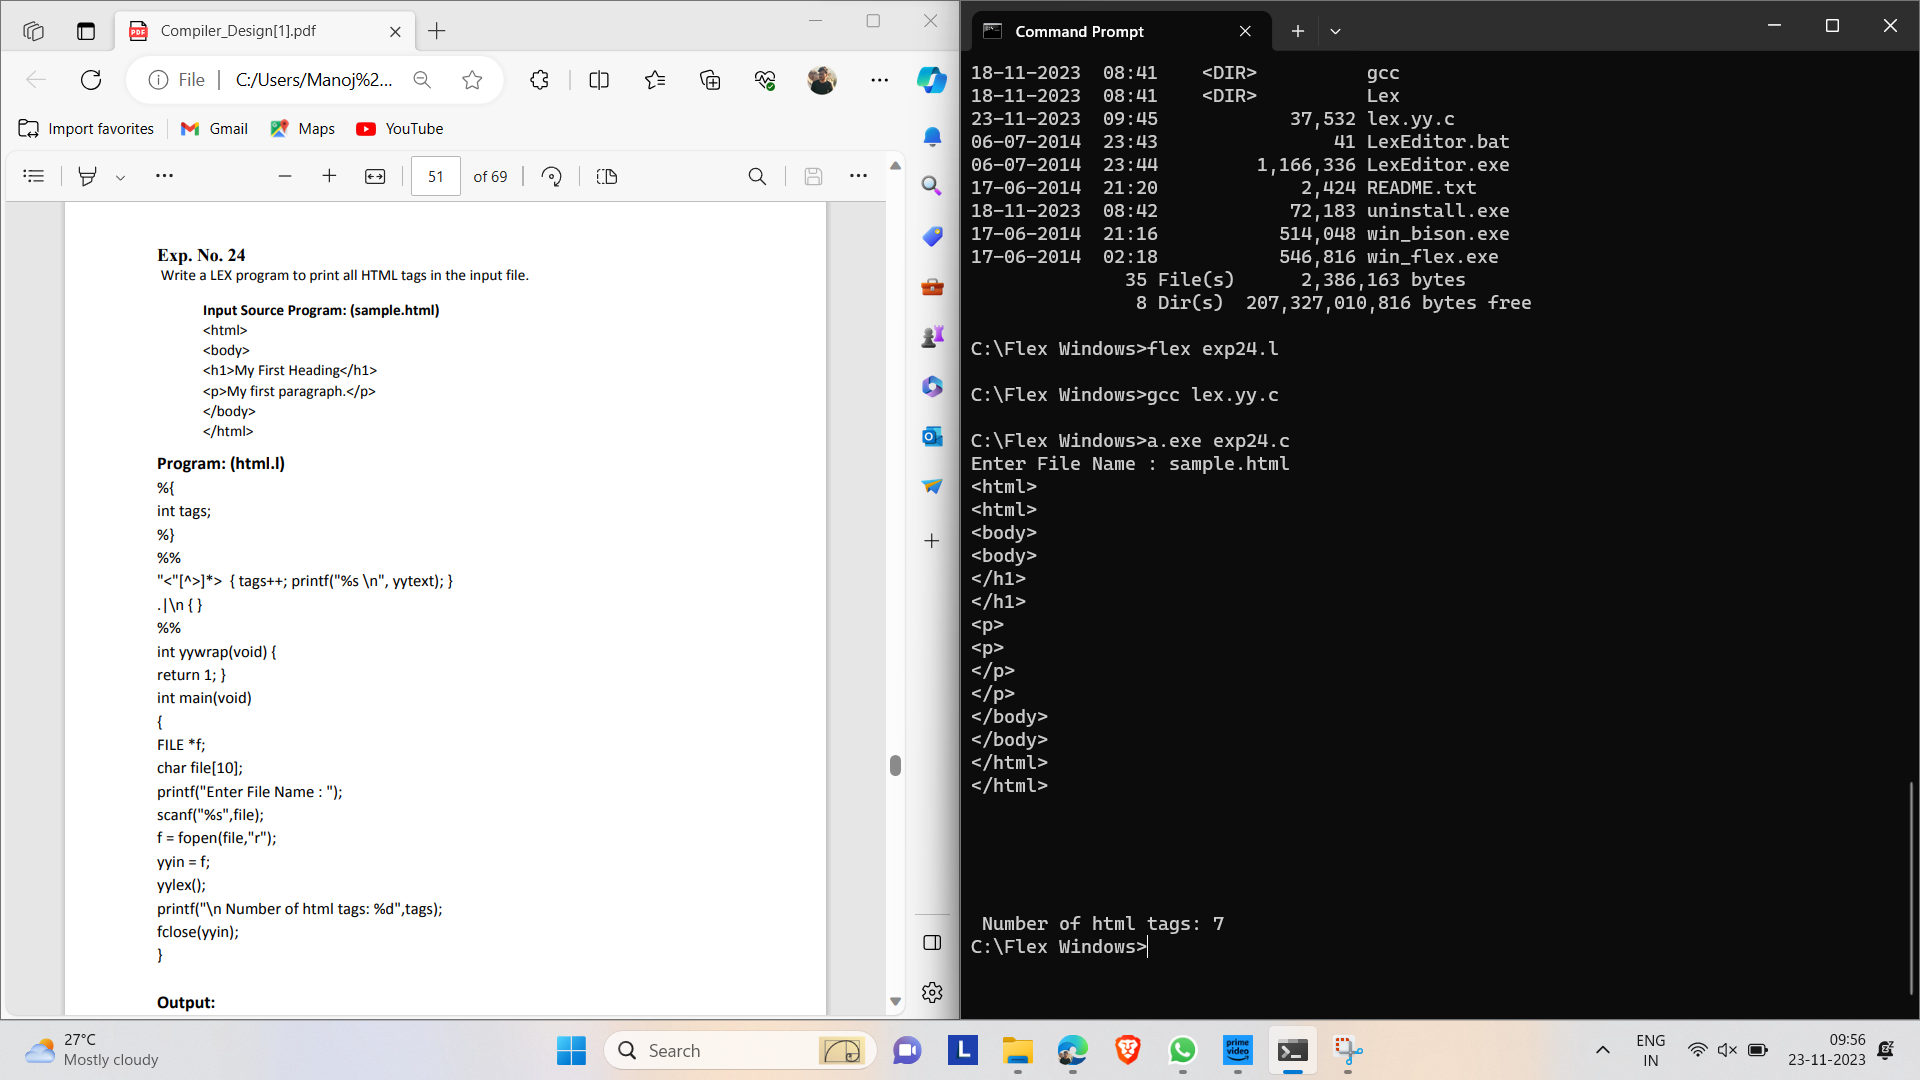 Compiler_Design[1].pdf
File
C:/Users/Manoj%2...
Import favorites
Gmail
Maps
YouTube
51 of 69
Exp. No. 24
Write a LEX program to print all HTML tags in the input file.
Input Source Program: (sample.html)
<html>
<body>
<h1>My First Heading</h1>
<p>My first paragraph.</p>
</body>
</html>
Program: (html.l)
%{
int tags;
%}
%%
"<"[^>]*> { tags++; printf("%s \n", yytext); }
.|\n { }
%%
int yywrap(void) {
return 1; }
int main(void)
{
FILE *f;
char file[10];
printf("Enter File Name : ");
scanf("%s",file);
f = fopen(file,"r");
yyin = f;
yylex();
printf("\n Number of html tags: %d",tags);
fclose(yyin);
}
Output:
Command Prompt
18-11-2023 08:41 <DIR> gcc
18-11-2023 08:41 <DIR> Lex
23-11-2023 09:45 37,532 lex.yy.c
06-07-2014 23:43 41 LexEditor.bat
06-07-2014 23:44 1,166,336 LexEditor.exe
17-06-2014 21:20 2,424 README.txt
18-11-2023 08:42 72,183 uninstall.exe
17-06-2014 21:16 514,048 win_bison.exe
17-06-2014 02:18 546,816 win_flex.exe
35 File(s) 2,386,163 bytes
8 Dir(s) 207,327,010,816 bytes free
C:\Flex Windows>flex exp24.l
C:\Flex Windows>gcc lex.yy.c
C:\Flex Windows>a.exe exp24.c
Enter File Name : sample.html
<html>
<html>
<body>
<body>
</h1>
</h1>
<p>
<p>
</p>
</p>
</body>
</body>
</html>
</html>
Number of html tags: 7
C:\Flex Windows>
27°C
Mostly cloudy
Search
L
prime video
ENG
IN
09:56
23-11-2023